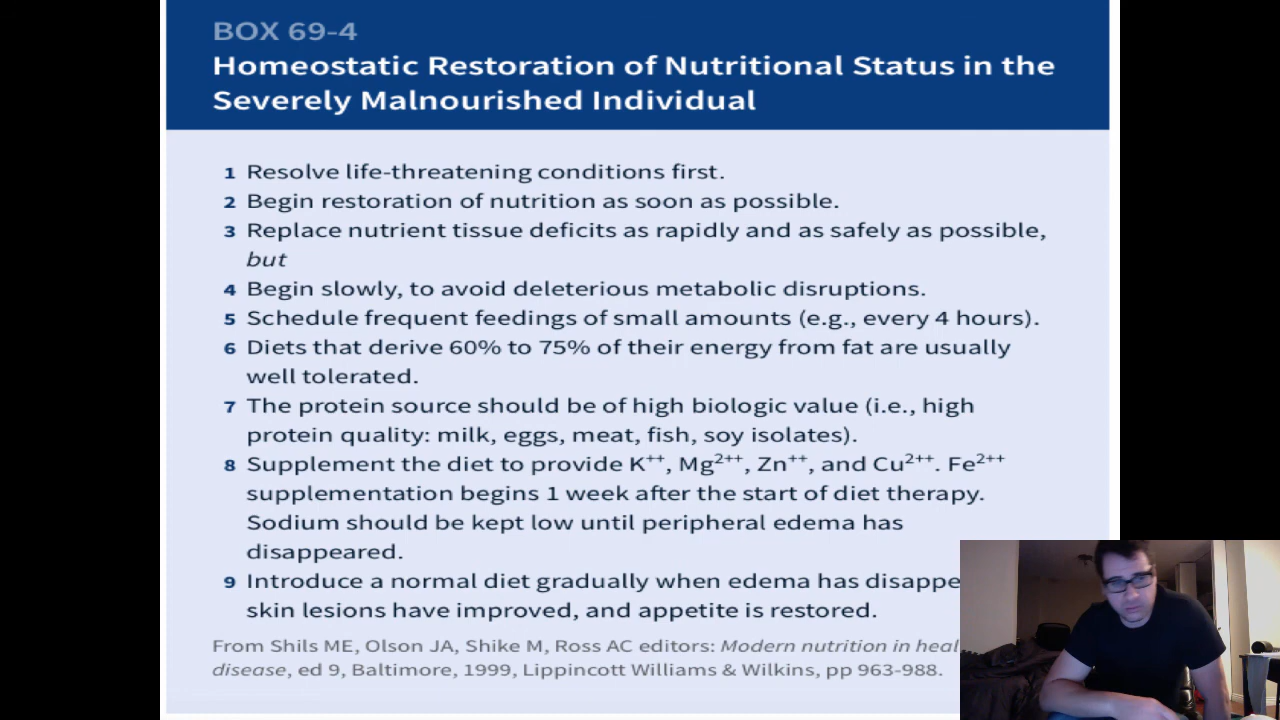 BOX 69-4
Homeostatic Restoration of Nutritional Status in the
Severely Malnourished Individual
1 Resolve life-threatening conditions first.
2 Begin restoration of nutrition as soon as possible.
3 Replace nutrient tissue deficits as rapidly and as safely as possible,
but
4 Begin slowly, to avoid deleterious metabolic disruptions.
5 Schedule frequent feedings of small amounts (e.g., every 4 hours).
6 Diets that derive 60% to 75% of their energy from fat are usually
well tolerated.
7 The protein source should be of high biologic value (i.e., high
protein quality: milk, eggs, meat, fish, soy isolates).
8 Supplement the diet to provide K⁺⁺, Mg²⁺⁺, Zn⁺⁺, and Cu²⁺⁺. Fe²⁺⁺
supplementation begins 1 week after the start of diet therapy.
Sodium should be kept low until peripheral edema has
disappeared.
9 Introduce a normal diet gradually when edema has
skin lesions have improved, and appetite is restored.
From Shils ME, Olson JA, Shike M, Ross AC editors: Modern nutrition in
disease, ed 9, Baltimore, 1999, Lippincott Williams & Wilkins, pp 963-988.